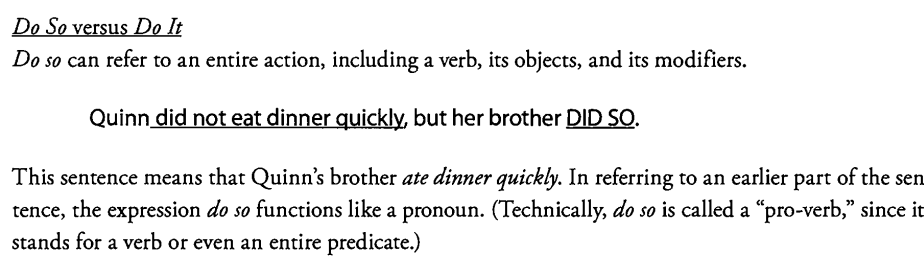 Do So versus Do It
Do so can refer to an entire action, including a verb, its objects, and its modifiers.
Quinn did not eat dinner quickly, but her brother DID SO.
This sentence means that Quinn’s brother ate dinner quickly. In referring to an earlier part of the sen
tence, the expression do so functions like a pronoun. (Technically, do so is called a “pro-verb,” since it
stands for a verb or even an entire predicate.)